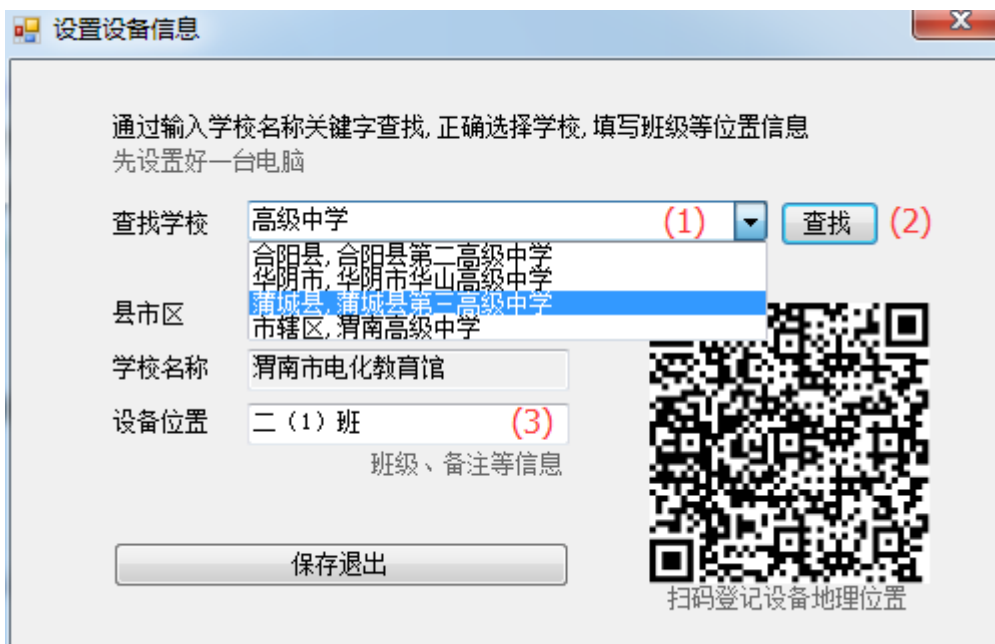 设置设备信息
通过输入学校名称关键字查找,正确选择学校,填写班级等位置信息
先设置好一台电脑
查找学校 高级中学 (1) 查找 (2)
合阳县,合阳县第二高级中学
华阴市,华阴市华山高级中学
蒲城县,蒲城县第三高级中学
市辖区,渭南高级中学
县市区
学校名称 渭南市电化教育馆
设备位置 二（1）班 (3)
班级、备注等信息
保存退出
扫码登记设备地理位置